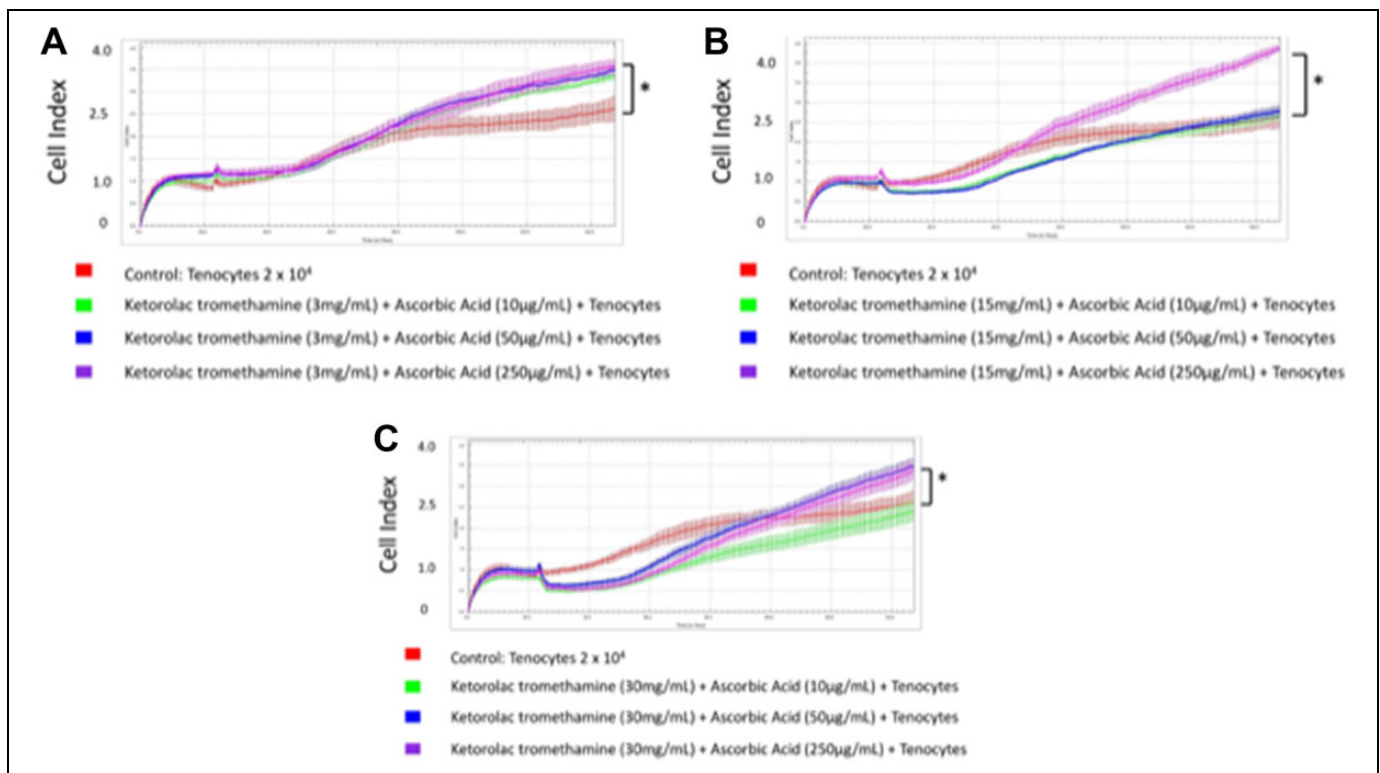 A
B
4.0
2.5
1.0
0
Cell Index
4.0
2.5
1.0
0
Cell Index
Control: Tenocytes 2 x 10⁴
Ketorolac tromethamine (3mg/mL) + Ascorbic Acid (10µg/mL) + Tenocytes
Ketorolac tromethamine (3mg/mL) + Ascorbic Acid (50µg/mL) + Tenocytes
Ketorolac tromethamine (3mg/mL) + Ascorbic Acid (250µg/mL) + Tenocytes
*
Control: Tenocytes 2 x 10⁴
Ketorolac tromethamine (15mg/mL) + Ascorbic Acid (10µg/mL) + Tenocytes
Ketorolac tromethamine (15mg/mL) + Ascorbic Acid (50µg/mL) + Tenocytes
Ketorolac tromethamine (15mg/mL) + Ascorbic Acid (250µg/mL) + Tenocytes
*
C
4.0
2.5
1.0
0
Cell Index
*
Control: Tenocytes 2 x 10⁴
Ketorolac tromethamine (30mg/mL) + Ascorbic Acid (10µg/mL) + Tenocytes
Ketorolac tromethamine (30mg/mL) + Ascorbic Acid (50µg/mL) + Tenocytes
Ketorolac tromethamine (30mg/mL) + Ascorbic Acid (250µg/mL) + Tenocytes